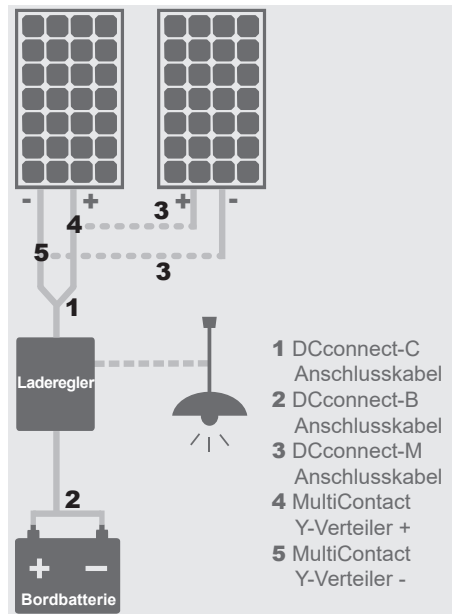 - + + -
3
4
5
3
1
Laderegler
1 DCconnect-C
Anschlusskabel
2 DCconnect-B
Anschlusskabel
3 DCconnect-M
Anschlusskabel
4 MultiContact
Y-Verteiler +
5 MultiContact
Y-Verteiler -
2
+ −
Bordbatterie